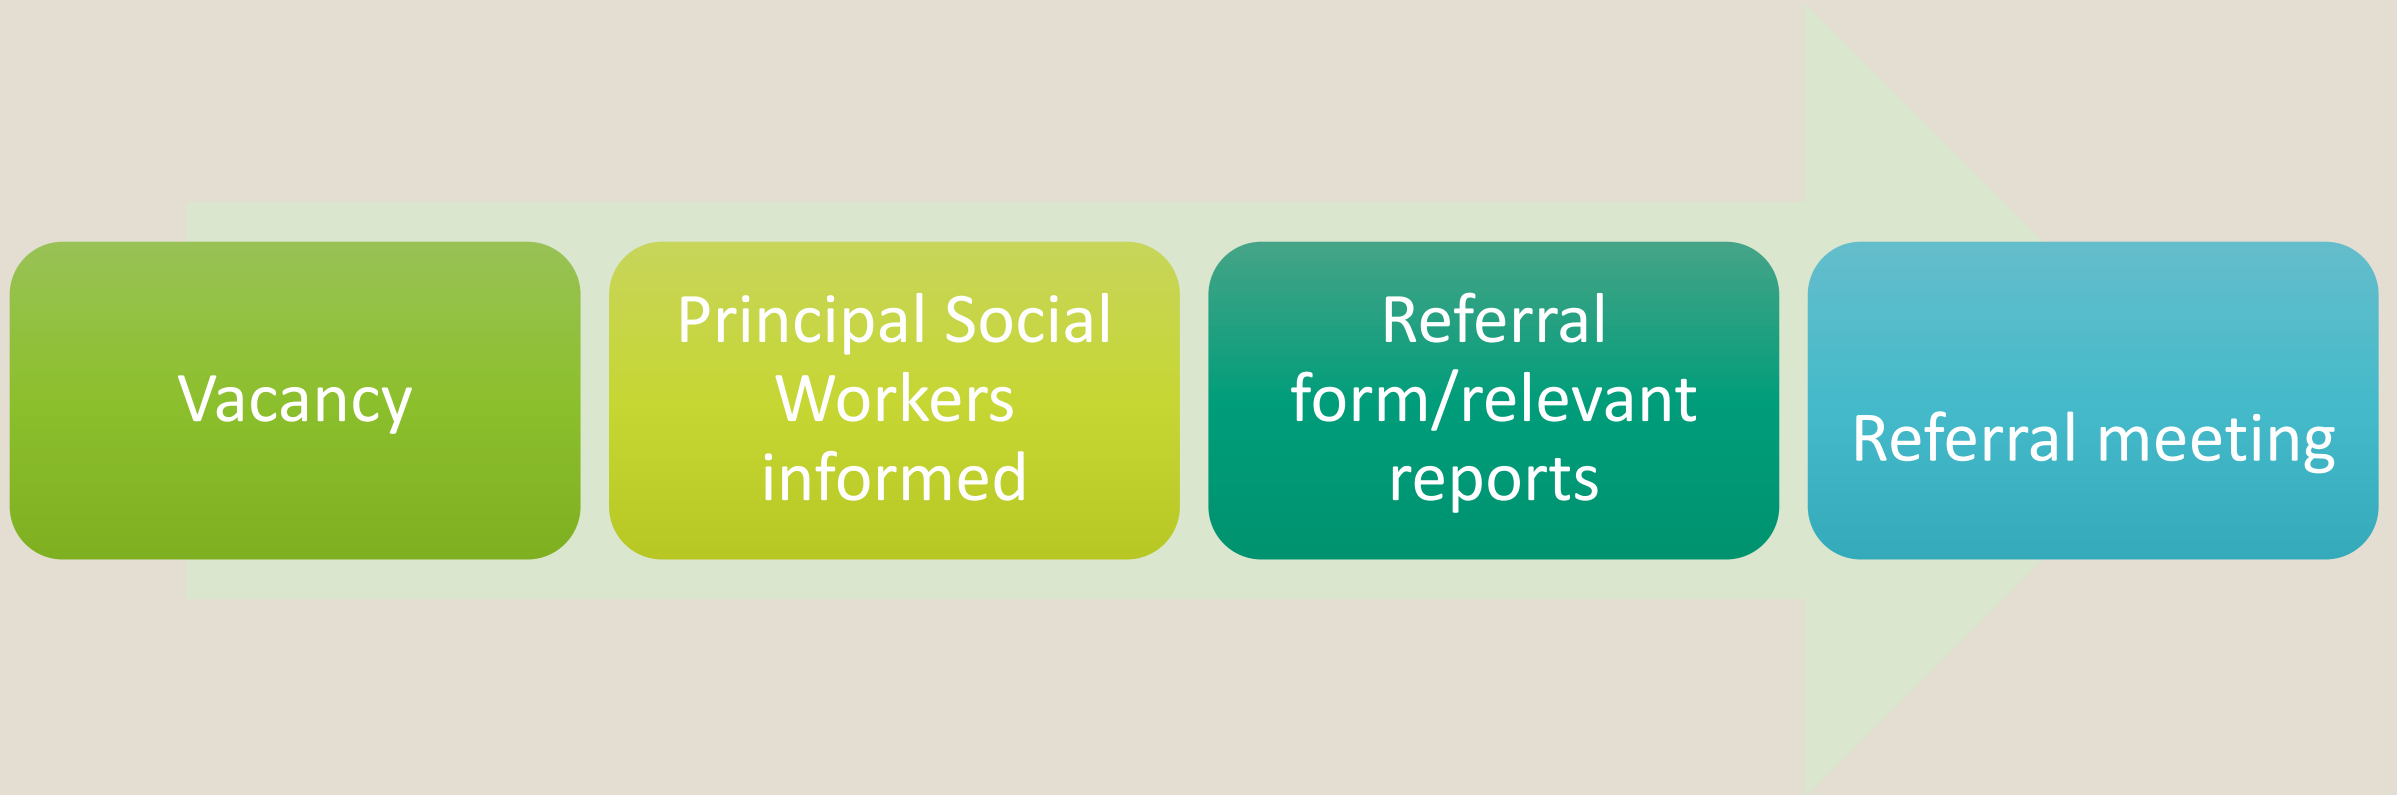 Vacancy
Principal Social
Workers
informed
Referral
form/relevant
reports
Referral meeting